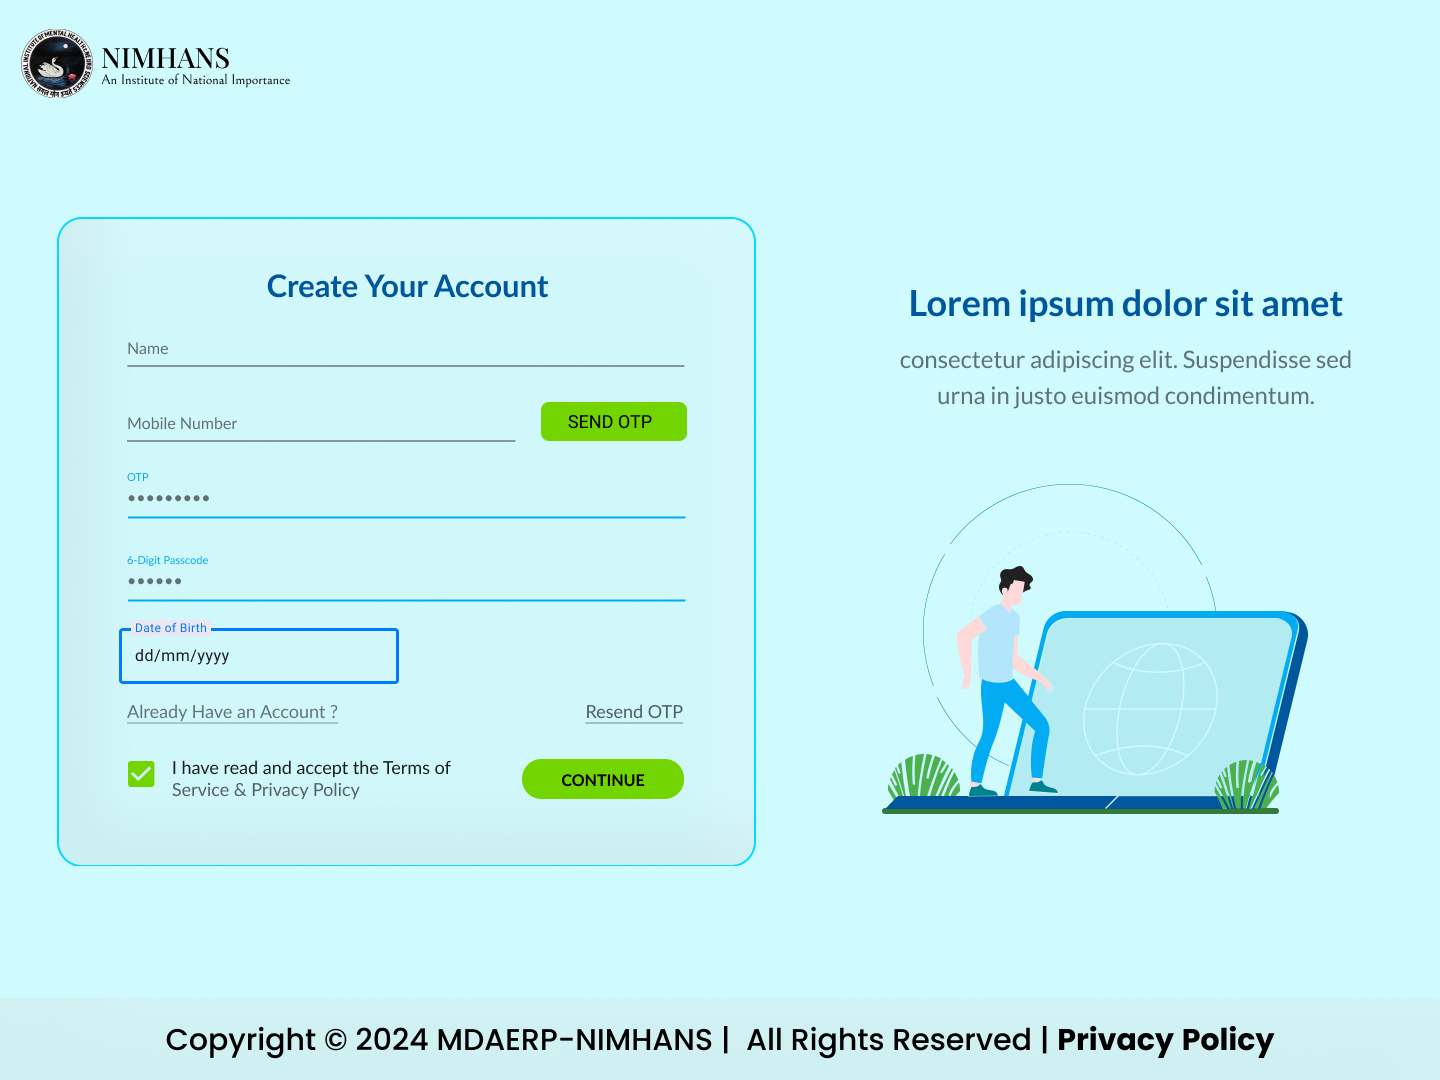 NIMHANS
An Institute of National Importance
Create Your Account
Name
Mobile Number
SEND OTP
OTP
•••••••••
6-Digit Passcode
••••••
Date of Birth
dd/mm/yyyy
Already Have an Account ?
Resend OTP
I have read and accept the Terms of
Service & Privacy Policy
CONTINUE
Lorem ipsum dolor sit amet
consectetur adipiscing elit. Suspendisse sed
urna in justo euismod condimentum.
Copyright © 2024 MDAERP-NIMHANS | All Rights Reserved | Privacy Policy